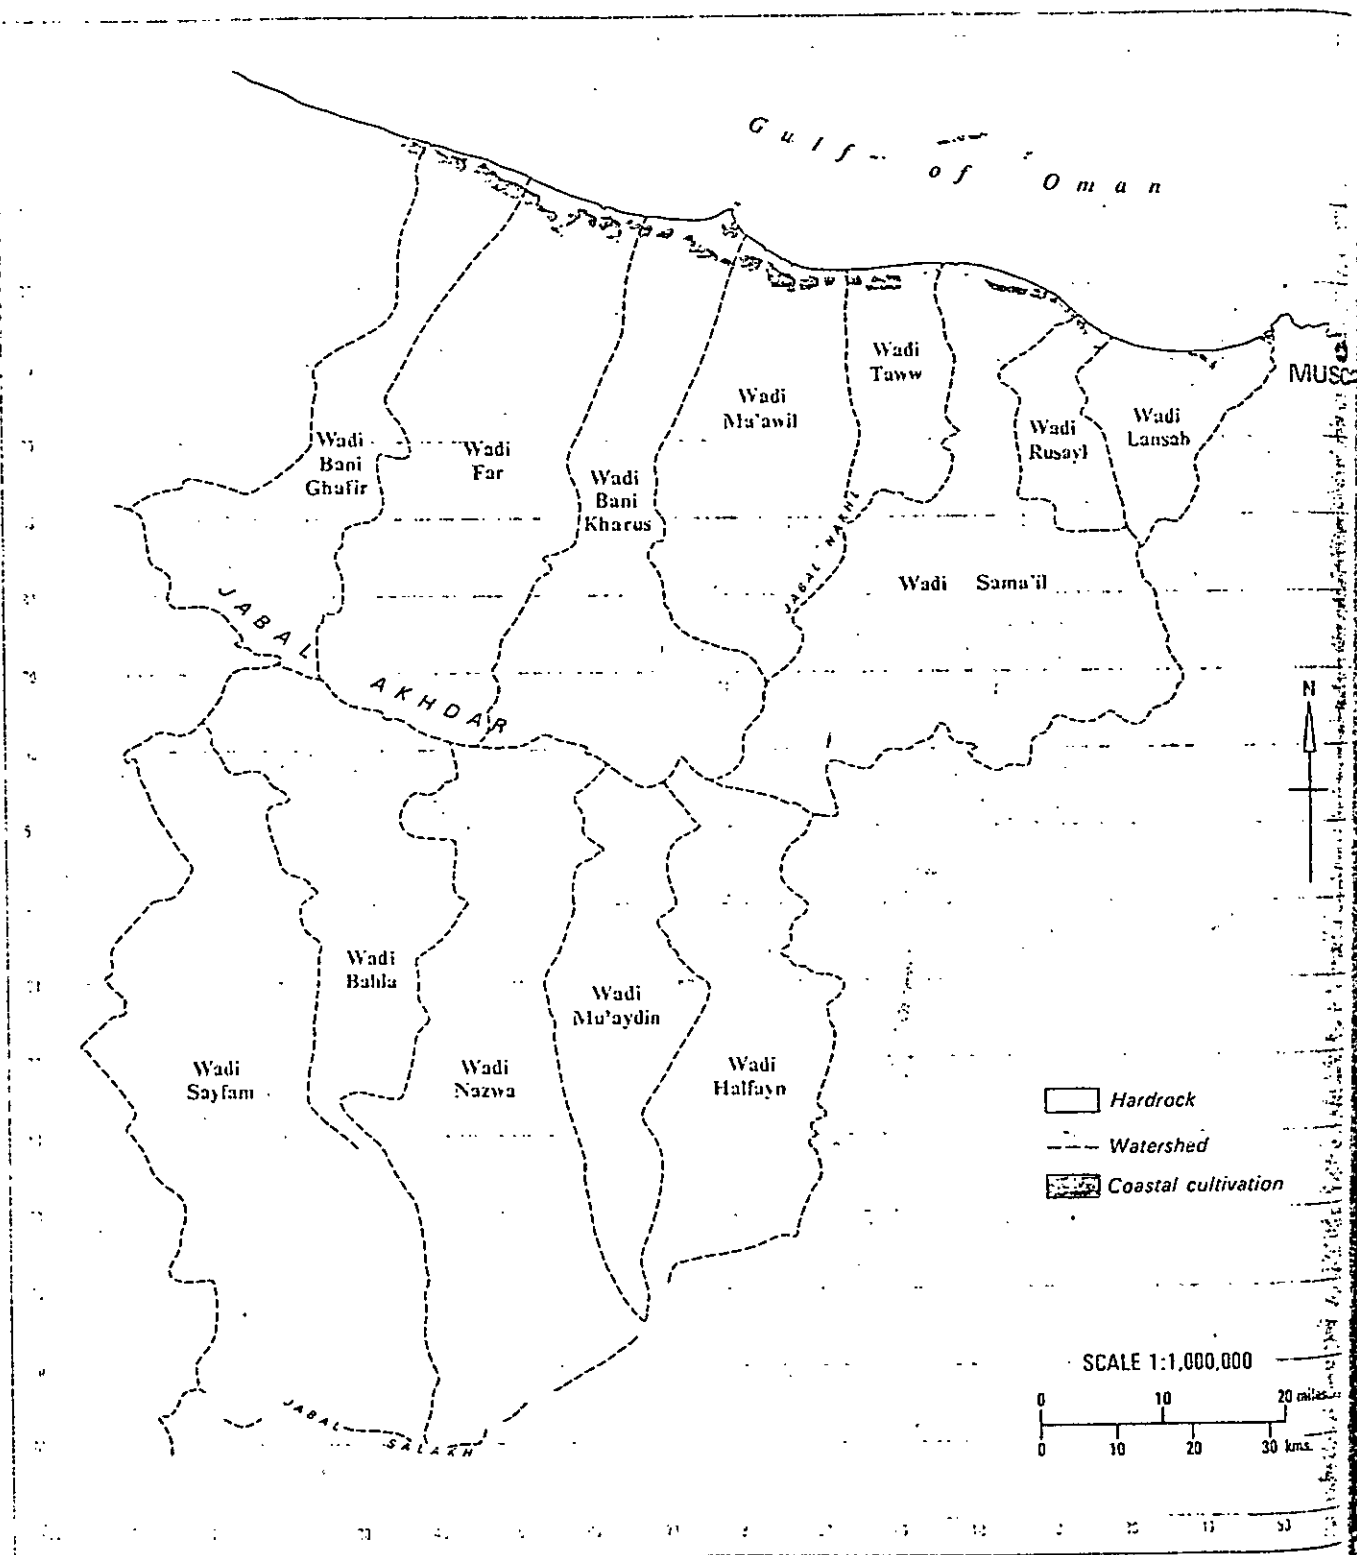 Gulf of Oman
MUSC
Wadi
Taww
Wadi
Ma'awil
Wadi
Rusayl
Wadi
Lansab
Wadi
Bani
Ghafir
Wadi
Far
Wadi
Bani
Kharus
JABAL NAKHL
Wadi Sama'il
JABAL AKHDAR
N
Wadi
Bahla
Wadi
Mu'aydin
Wadi
Sayfam
Wadi
Nazwa
Wadi
Halfayn
Hardrock
Watershed
Coastal cultivation
SCALE 1:1,000,000
0 10 20 miles
0 10 20 30 kms.
JABAL SALAKH